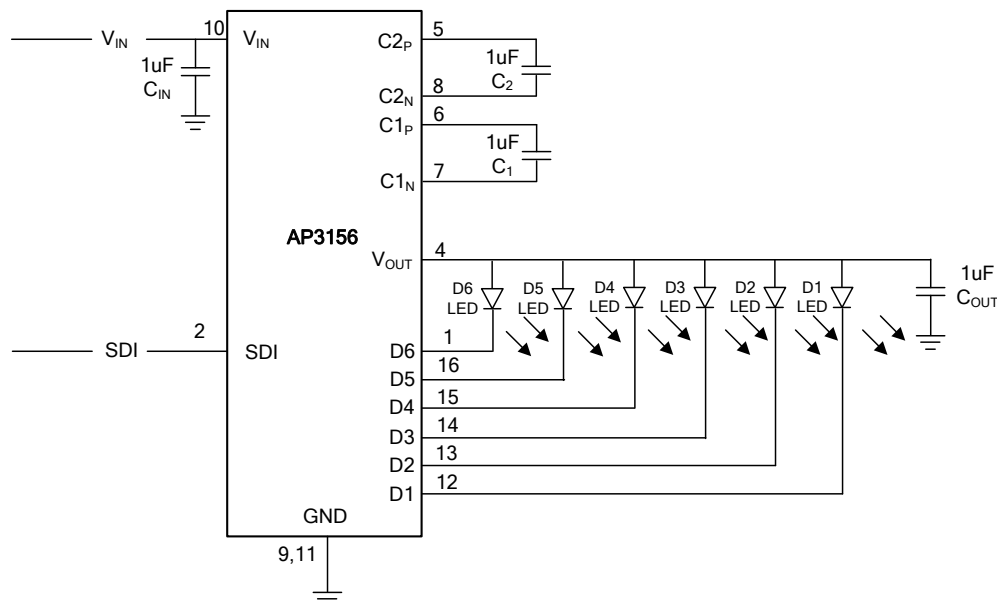 10
V_IN
V_IN
1uF
C_IN
C2_P
5
1uF
C_2
C2_N
8
C1_P
6
1uF
C_1
C1_N
7
AP3156
V_OUT
4
D6
LED
D5
LED
D4
LED
D3
LED
D2
LED
D1
LED
1uF
C_OUT
SDI
2
SDI
D6
1
D5
16
D4
15
D3
14
D2
13
D1
12
GND
9,11